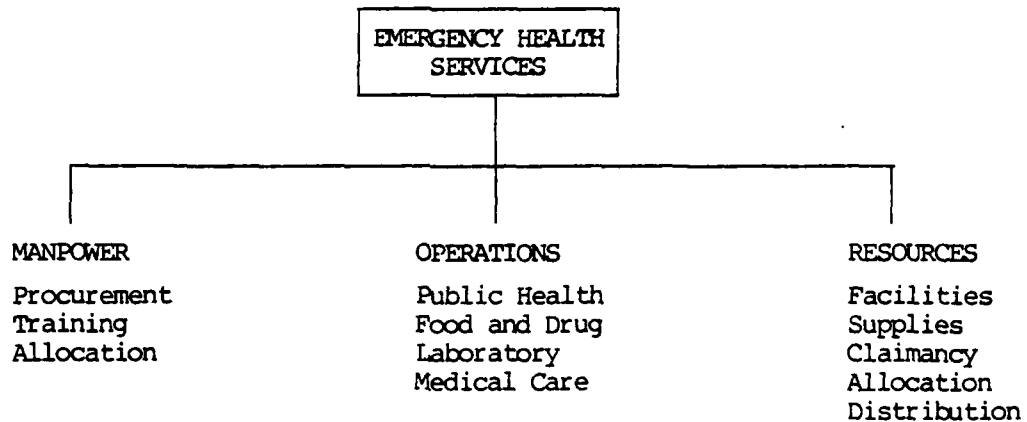 EMERGENCY HEALTH
SERVICES
MANPOWER
Procurement
Training
Allocation
OPERATIONS
Public Health
Food and Drug
Laboratory
Medical Care
RESOURCES
Facilities
Supplies
Claimancy
Allocation
Distribution